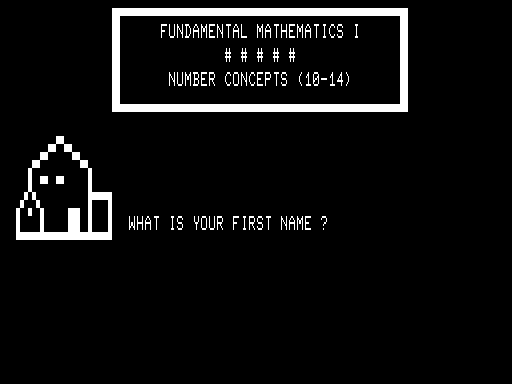 FUNDAMENTAL MATHEMATICS I
# # # # #
NUMBER CONCEPTS (10-14)
WHAT IS YOUR FIRST NAME ?